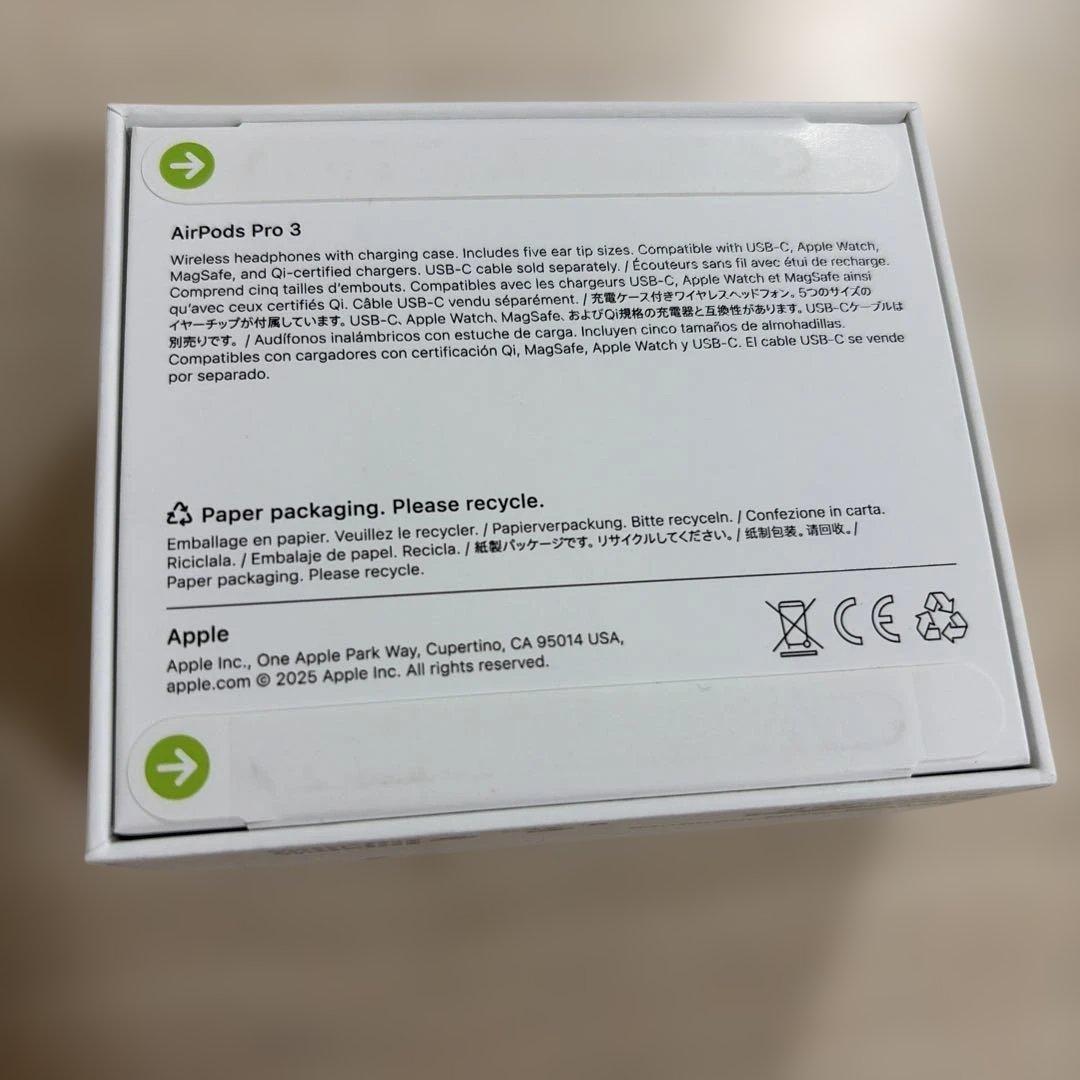 AirPods Pro 3
Wireless headphones with charging case. Includes five ear tip sizes. Compatible with USB-C, Apple Watch,
MagSafe, and Qi-certified chargers. USB-C cable sold separately. / Écouteurs sans fil avec étui de recharge.
Comprend cinq tailles d'embouts. Compatibles avec les chargeurs USB-C, Apple Watch et MagSafe ainsi
qu'avec ceux certifiés Qi. Câble USB-C vendu séparément. / 充電ケース付きワイヤレスヘッドフォン。5つのサイズの
イヤーチップが付属しています。USB-C、Apple Watch、MagSafe、およびQi規格の充電器と互換性があります。USB-Cケーブルは
別売りです。 / Audífonos inalámbricos con estuche de carga. Incluyen cinco tamaños de almohadillas.
Compatibles con cargadores con certificación Qi, MagSafe, Apple Watch y USB-C. El cable USB-C se vende
por separado.
Paper packaging. Please recycle.
Emballage en papier. Veuillez le recycler. / Papierverpackung. Bitte recyceln. / Confezione in carta.
Riciclala. / Embalaje de papel. Recicla. / 紙製パッケージです。リサイクルしてください。/ 纸制包装。请回收。/
Paper packaging. Please recycle.
Apple
Apple Inc., One Apple Park Way, Cupertino, CA 95014 USA,
apple.com © 2025 Apple Inc. All rights reserved.
CE